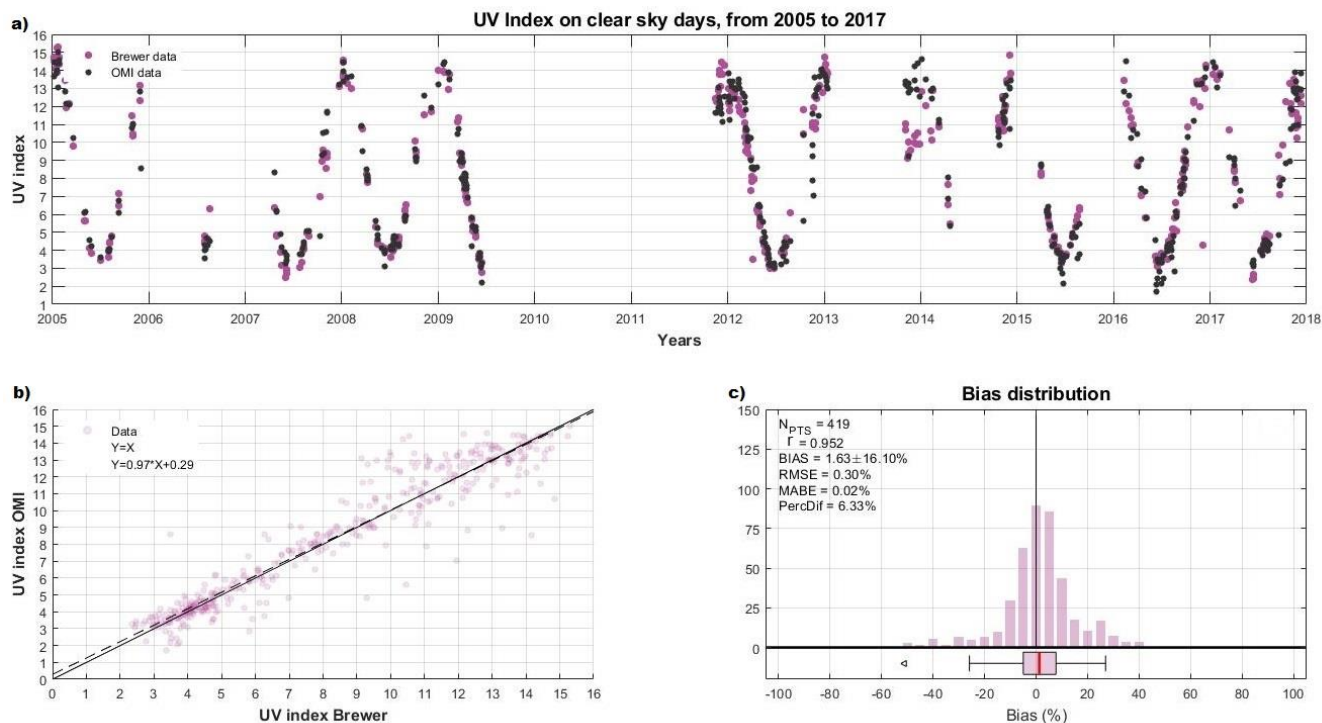 a)
UV Index on clear sky days, from 2005 to 2017
Brewer data
OMI data
UV index
16
15
14
13
12
11
10
9
8
7
6
5
4
3
2
1
2005 2006 2007 2008 2009 2010 2011 2012 2013 2014 2015 2016 2017 2018
Years
b)
Data
Y=X
Y=0.97*X+0.29
UV index OMI
16
15
14
13
12
11
10
9
8
7
6
5
4
3
2
1
0
0 1 2 3 4 5 6 7 8 9 10 11 12 13 14 15 16
UV index Brewer
c)
Bias distribution
N_PTS = 419
r = 0.952
BIAS = 1.63±16.10%
RMSE = 0.30%
MABE = 0.02%
PercDif = 6.33%
150
125
100
75
50
25
0
-100 -80 -60 -40 -20 0 20 40 60 80 100
Bias (%)